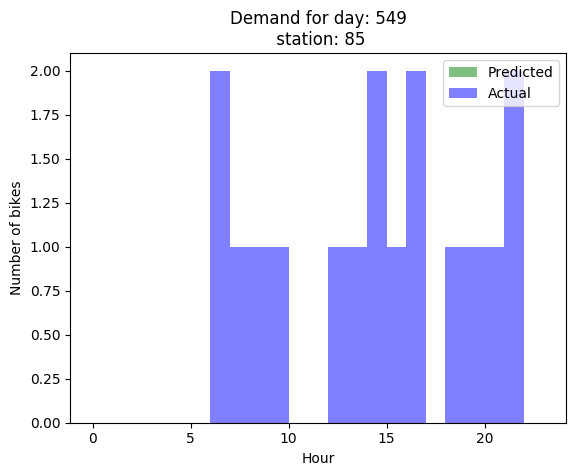 Demand for day: 549
station: 85
Predicted
Actual
2.00
1.75
1.50
1.25
1.00
0.75
0.50
0.25
0.00
Number of bikes
0 5 10 15 20
Hour